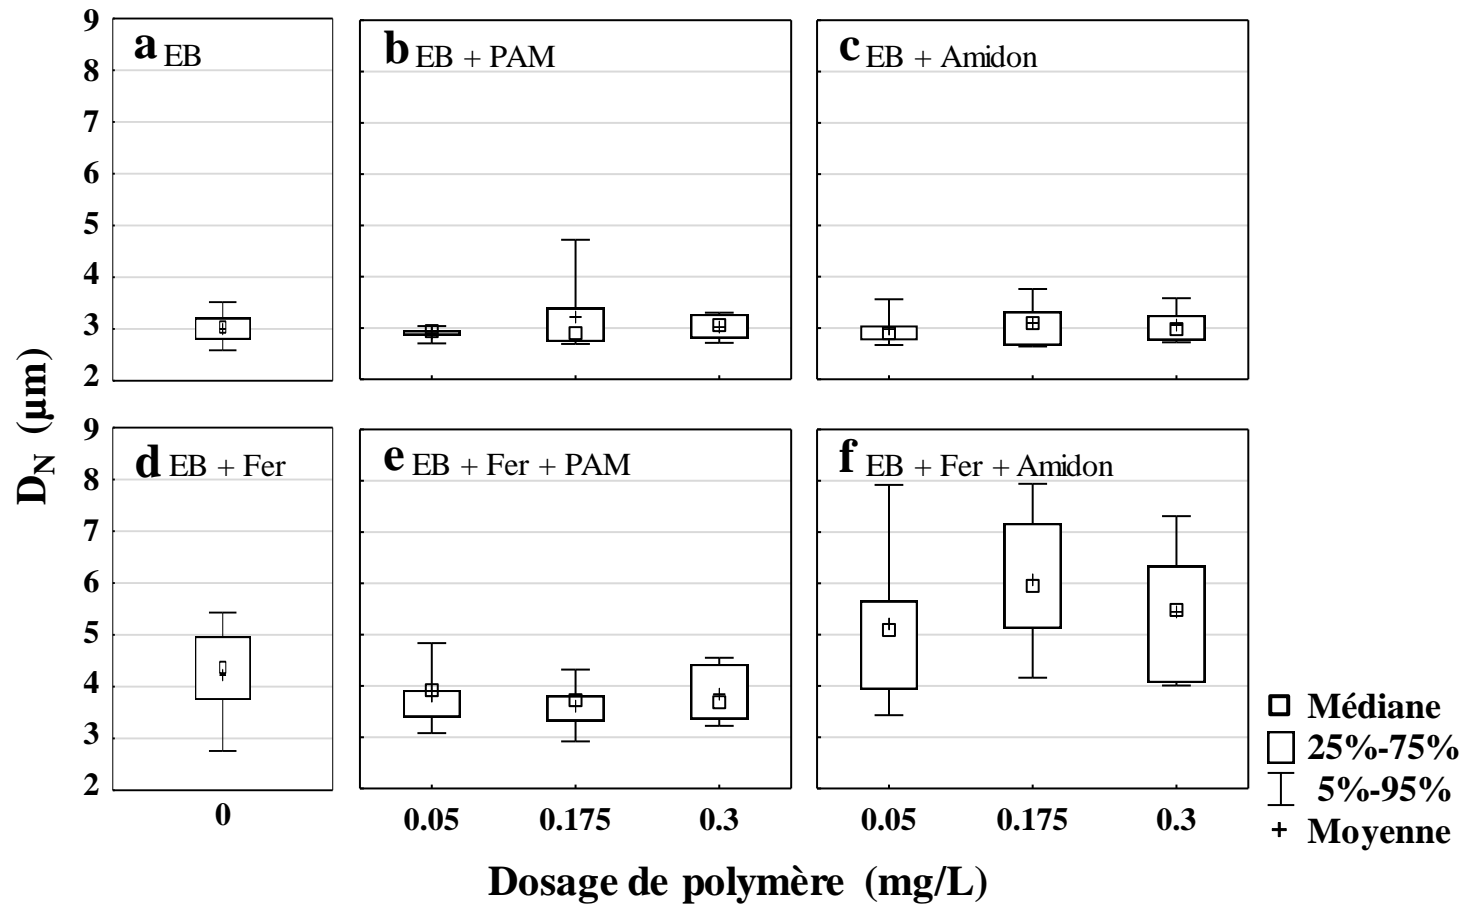 a EB
b EB + PAM
c EB + Amidon
9
8
7
6
5
4
3
2
d EB + Fer
e EB + Fer + PAM
f EB + Fer + Amidon
9
8
7
6
5
4
3
2
D_N (µm)
0
0.05 0.175 0.3
0.05 0.175 0.3
Dosage de polymère (mg/L)
Médiane
25%-75%
5%-95%
Moyenne